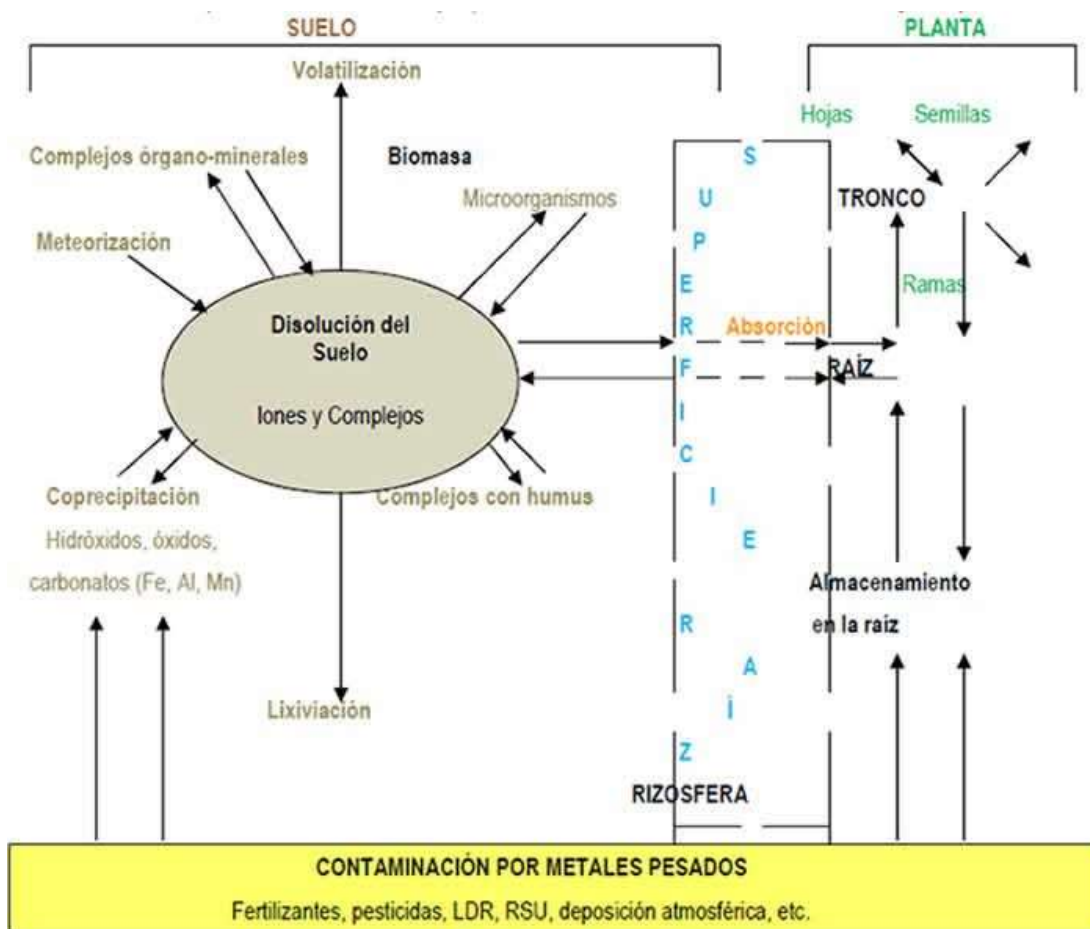 SUELO
PLANTA
Volatilización
Hojas
Semillas
Complejos órgano-minerales
Biomasa
Microorganismos
TRONCO
Meteorización
Ramas
Disolución del
Suelo
Iones y Complejos
Absorción
RAÍZ
SUPERFICIE RAÍZ
Coprecipitación
Hidróxidos, óxidos,
carbonatos (Fe, Al, Mn)
Complejos con humus
Almacenamiento
en la raíz
Lixiviación
RIZOSFERA
CONTAMINACIÓN POR METALES PESADOS
Fertilizantes, pesticidas, LDR, RSU, deposición atmosférica, etc.